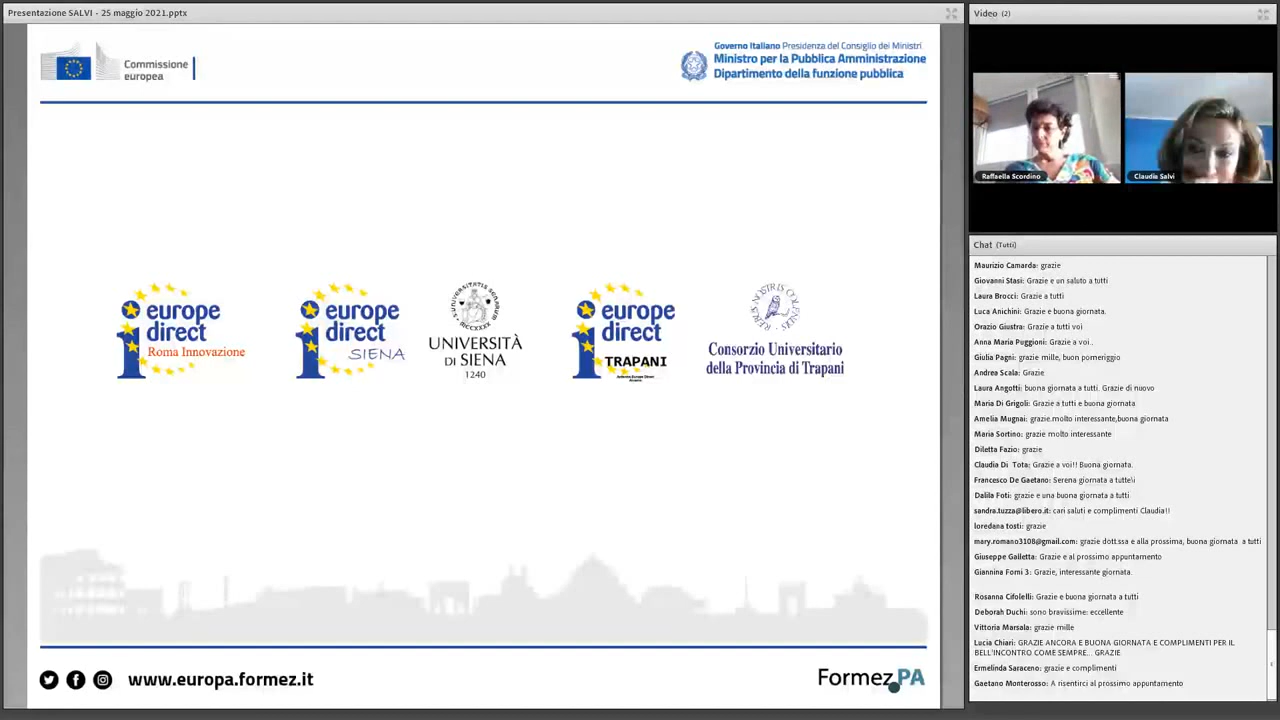 Presentazione SALVI - 25 maggio 2021.pptx
Commissione
europea
Governo Italiano Presidenza del Consiglio dei Ministri
Ministro per la Pubblica Amministrazione
Dipartimento della funzione pubblica
europe
direct
Roma Innovazione
europe
direct
SIENA
UNIVERSITÀ
DI SIENA
1240
europe
direct
TRAPANI
Consorzio Universitario
della Provincia di Trapani
www.europa.formez.it
Formez PA
Video (2)
Raffaella Scordino
Claudia Salvi
Chat (Tutti)
Maurizio Camarda: grazie
Giovanni Stasi: Grazie e un saluto a tutti
Laura Brocci: Grazie a tutti
Luca Anichini: Grazie e buona giornata.
Orazio Giustra: Grazie a tutti voi
Anna Maria Puggioni: Grazie a voi..
Giulia Pagni: grazie mille, buon pomeriggio
Andrea Scala: Grazie
Laura Angotti: buona giornata a tutti. Grazie di nuovo
Maria Di Grigoli: Grazie a tutti e buona giornata
Amelia Mugnai: grazie.molto interessante,buona giornata
Maria Sortino: grazie molto interessante
Diletta Fazio: grazie
Claudia Di Tota: Grazie a voi!! Buona giornata.
Francesco De Gaetano: Serena giornata a tutte\i
Dalila Foti: grazie e una buona giornata a tutti
sandra.tuzza@libero.it: cari saluti e complimenti Claudia!!
loredana tosti: grazie
mary.romano3108@gmail.com: grazie dott.ssa e alla prossima, buona giornata a tutti
Giuseppe Galletta: Grazie e al prossimo appuntamento
Giannina Forni 3: Grazie, interessante giornata.
Rosanna Cifolelli: Grazie e buona giornata a tutti
Deborah Duchi: sono bravissime: eccellente
Vittoria Marsala: grazie mille
Lucia Chiari: GRAZIE ANCORA E BUONA GIORNATA E COMPLIMENTI PER IL
BELL'INCONTRO COME SEMPRE... GRAZIE
Ermelinda Saraceno: grazie e complimenti
Gaetano Monterosso: A risentirci al prossimo appuntamento